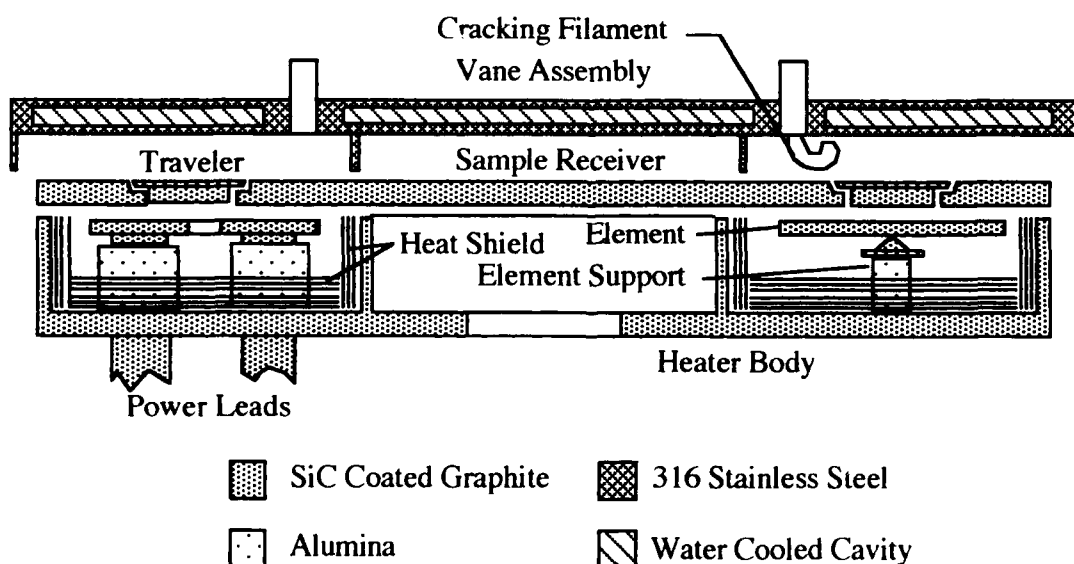 Cracking Filament
Vane Assembly
Traveler
Sample Receiver
Heat Shield
Element
Element Support
Heater Body
Power Leads
SiC Coated Graphite
316 Stainless Steel
Alumina
Water Cooled Cavity